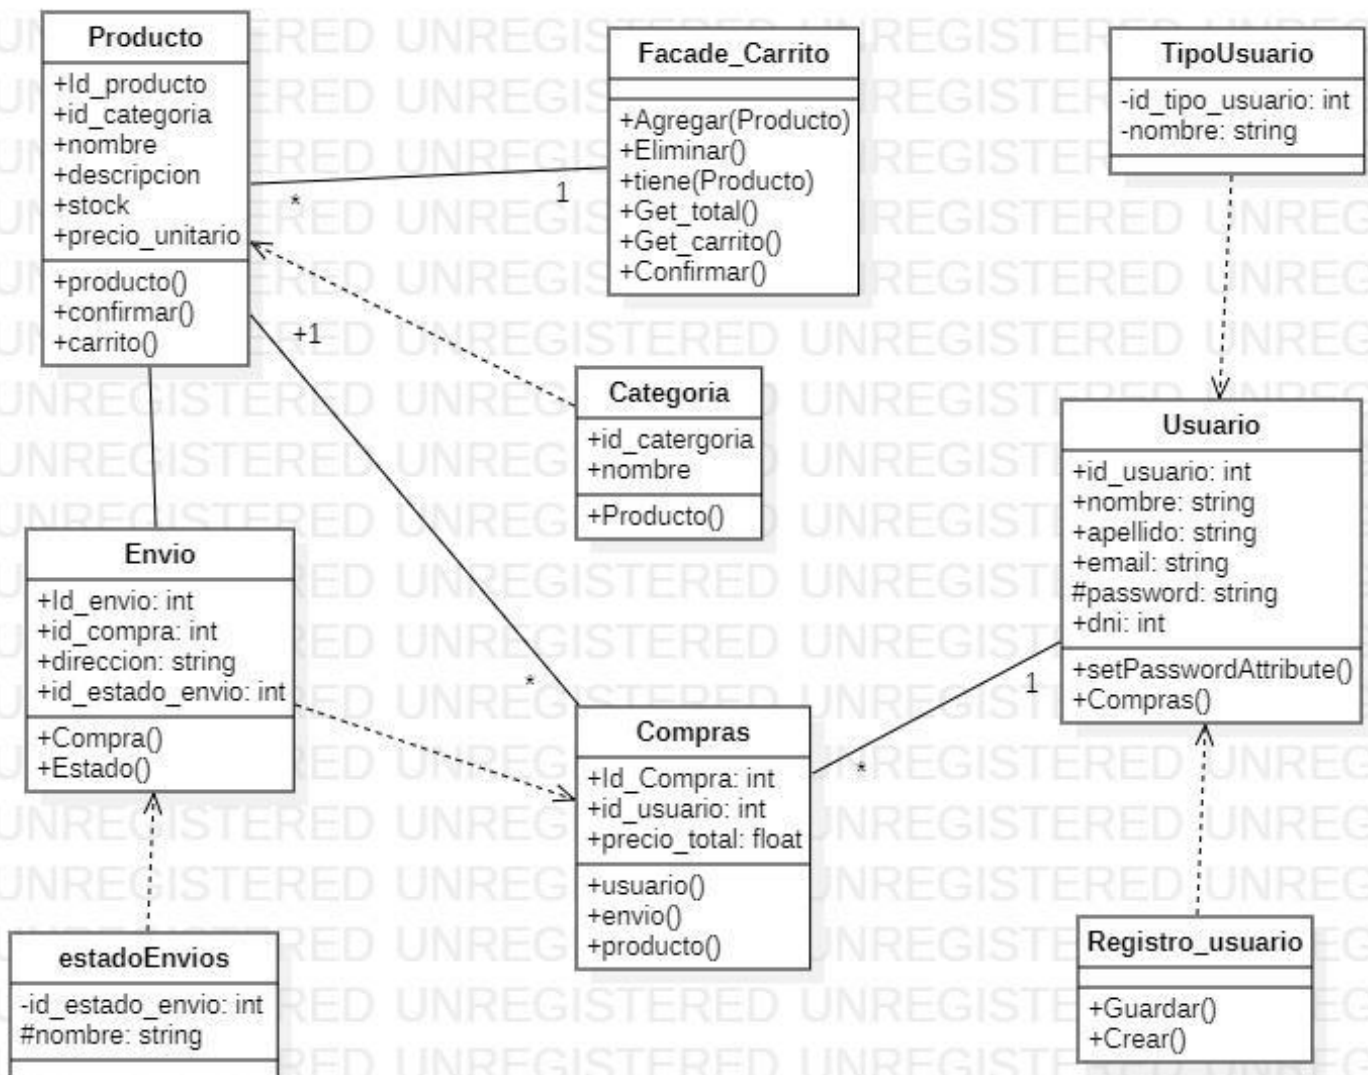 Producto
+Id_producto
+id_categoria
+nombre
+descripcion
+stock
+precio_unitario
+producto()
+confirmar()
+carrito()
*
1
+1
*
Facade_Carrito
+Agregar(Producto)
+Eliminar()
+tiene(Producto)
+Get_total()
+Get_carrito()
+Confirmar()
TipoUsuario
-id_tipo_usuario: int
-nombre: string
Categoria
+id_catergoria
+nombre
+Producto()
Usuario
+id_usuario: int
+nombre: string
+apellido: string
+email: string
#password: string
+dni: int
+setPasswordAttribute()
+Compras()
1
*
Envio
+Id_envio: int
+id_compra: int
+direccion: string
+id_estado_envio: int
+Compra()
+Estado()
Compras
+Id_Compra: int
+id_usuario: int
+precio_total: float
+usuario()
+envio()
+producto()
estadoEnvios
-id_estado_envio: int
#nombre: string
Registro_usuario
+Guardar()
+Crear()
UNREGISTERED